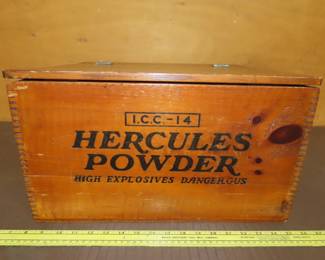 I.C.C-14
HERCULES
POWDER
HIGH EXPLOSIVES DANGEROUS